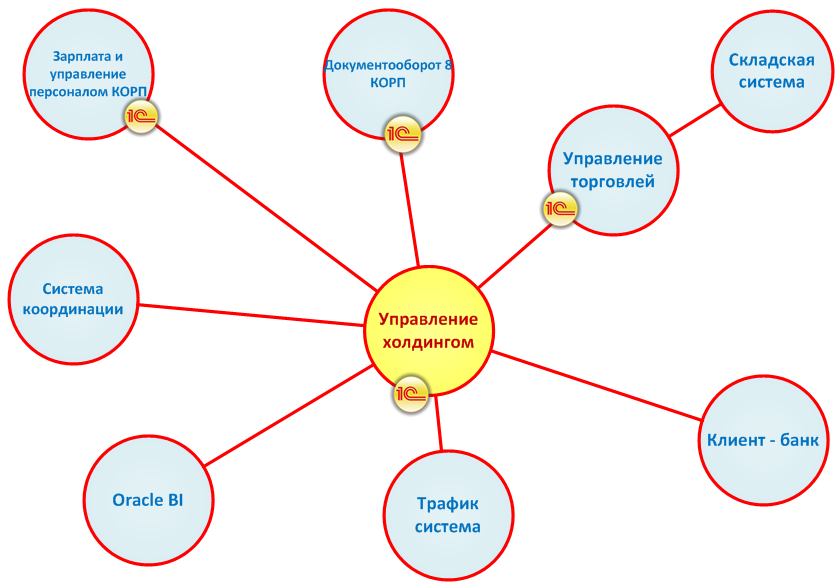 Зарплата и
управление
персоналом КОРП
1С
Документооборот 8
КОРП
1С
Складская
система
Управление
торговлей
1С
Система
координации
Управление
холдингом
1С
Клиент - банк
Oracle BI
Трафик
система